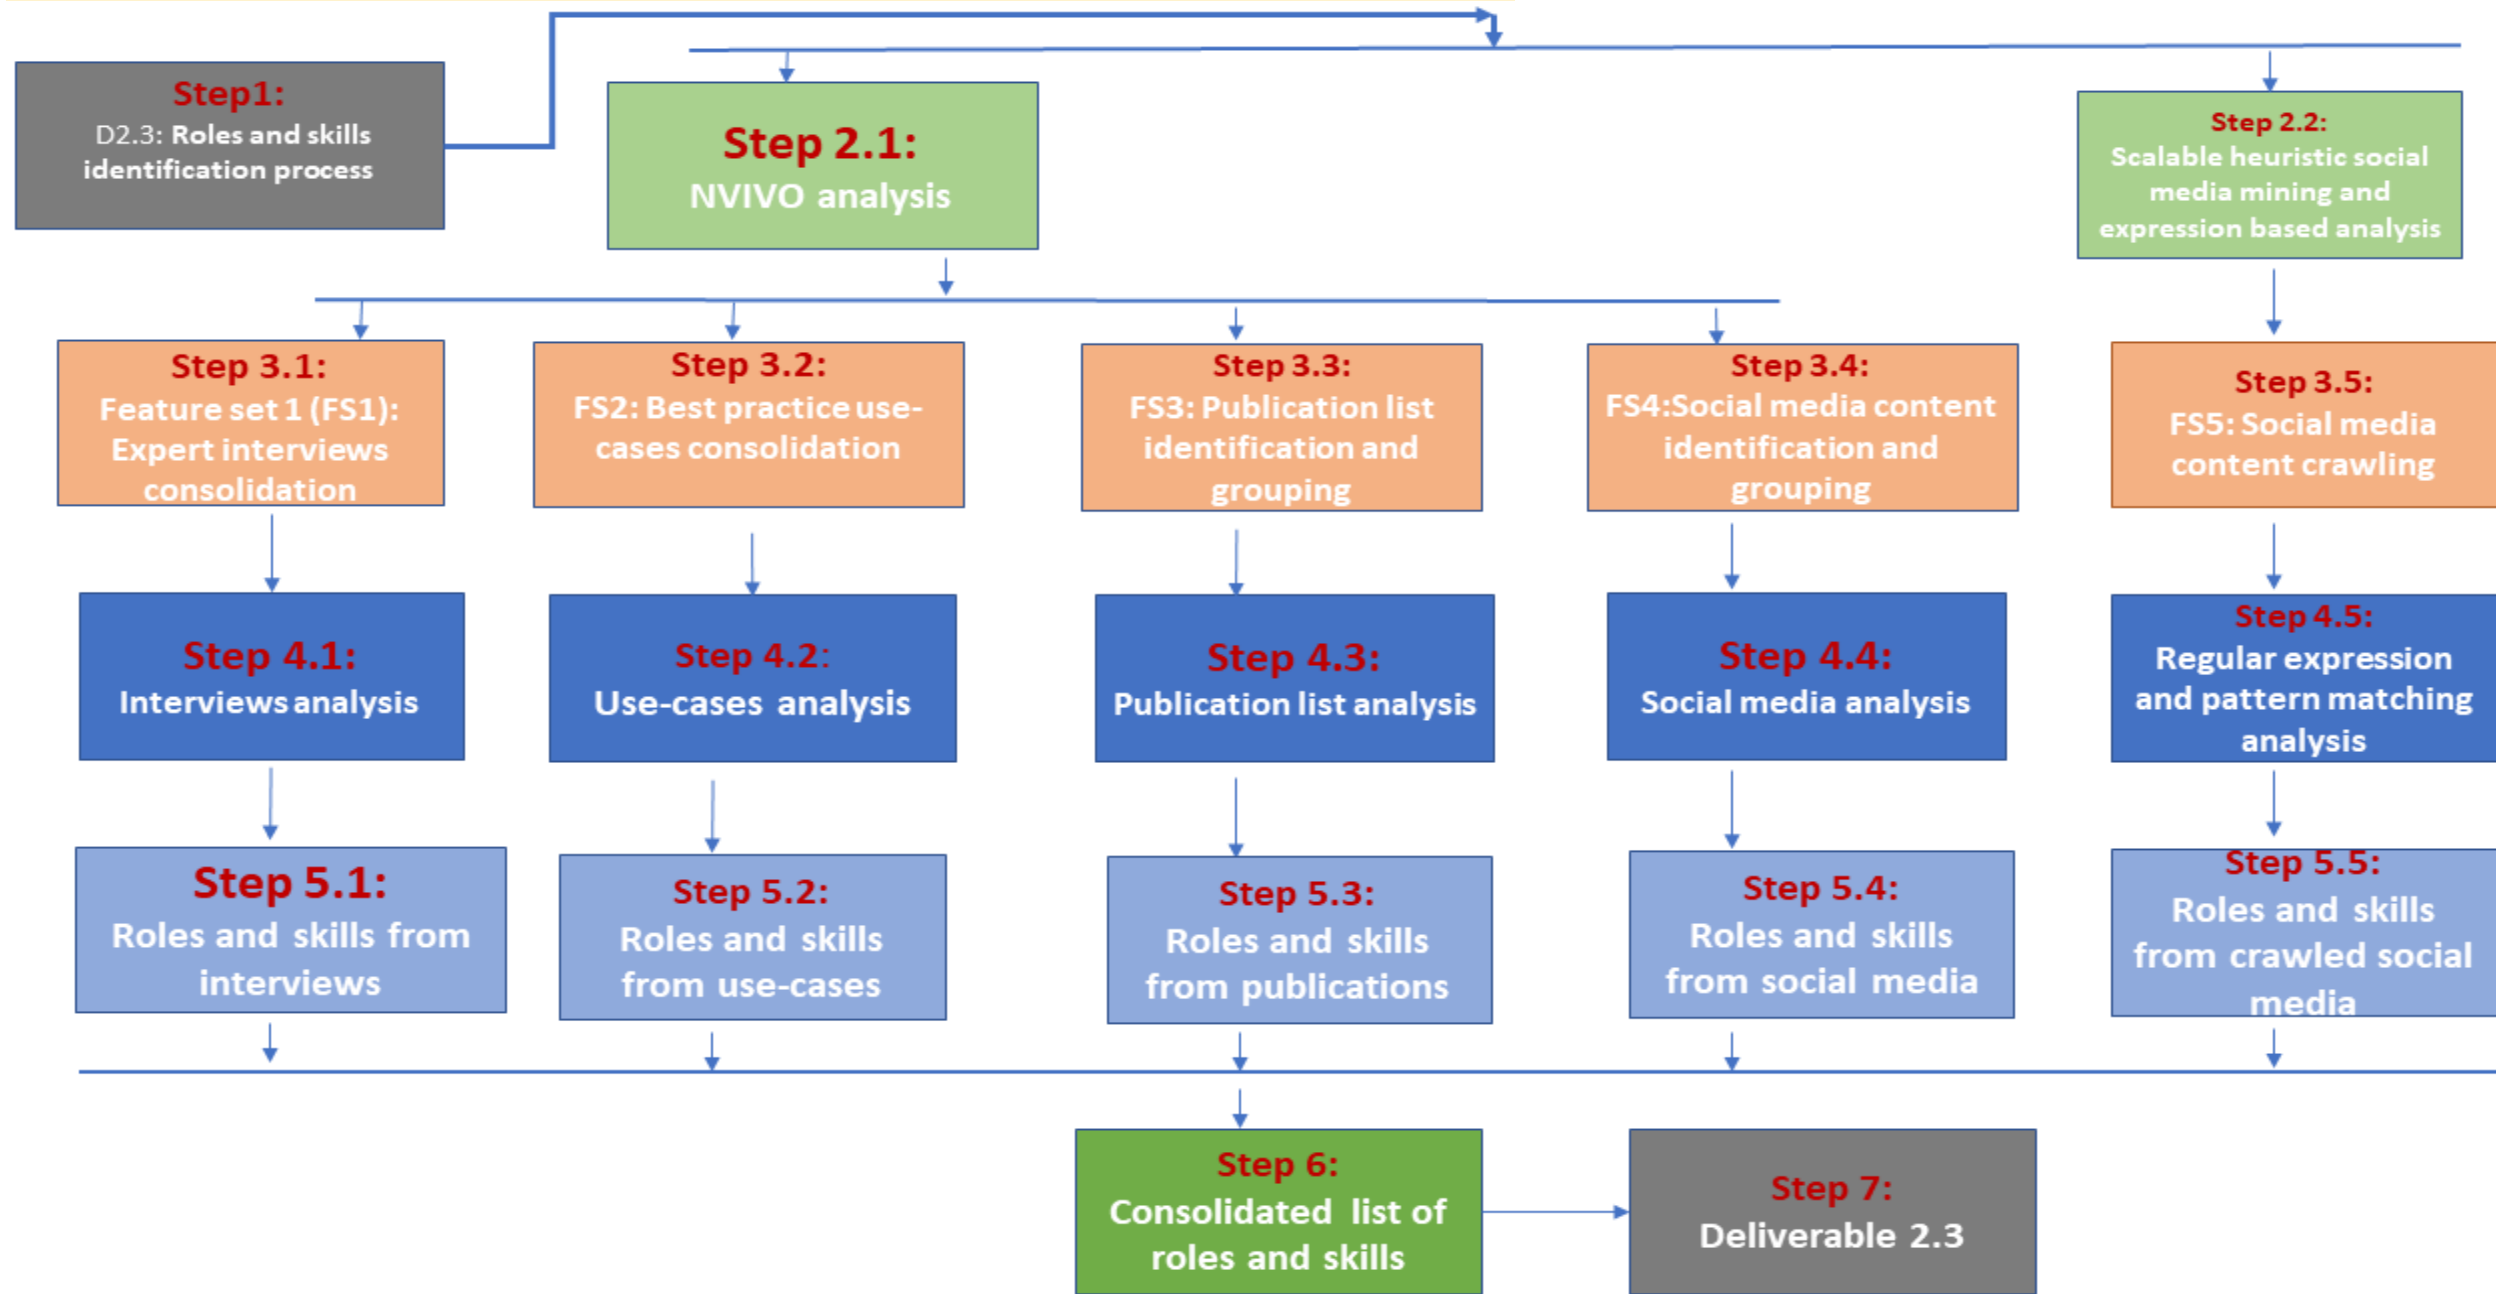 Step1:
D2.3: Roles and skills
identification process
Step 2.1:
NVIVO analysis
Step 2.2:
Scalable heuristic social
media mining and
expression based analysis
Step 3.1:
Feature set 1 (FS1):
Expert interviews
consolidation
Step 3.2:
FS2: Best practice use-
cases consolidation
Step 3.3:
FS3: Publication list
identification and
grouping
Step 3.4:
FS4:Social media content
identification and
grouping
Step 3.5:
FS5: Social media
content crawling
Step 4.1:
Interviews analysis
Step 4.2:
Use-cases analysis
Step 4.3:
Publication list analysis
Step 4.4:
Social media analysis
Step 4.5:
Regular expression
and pattern matching
analysis
Step 5.1:
Roles and skills from
interviews
Step 5.2:
Roles and skills
from use-cases
Step 5.3:
Roles and skills
from publications
Step 5.4:
Roles and skills
from social media
Step 5.5:
Roles and skills
from crawled social
media
Step 6:
Consolidated list of
roles and skills
Step 7:
Deliverable 2.3